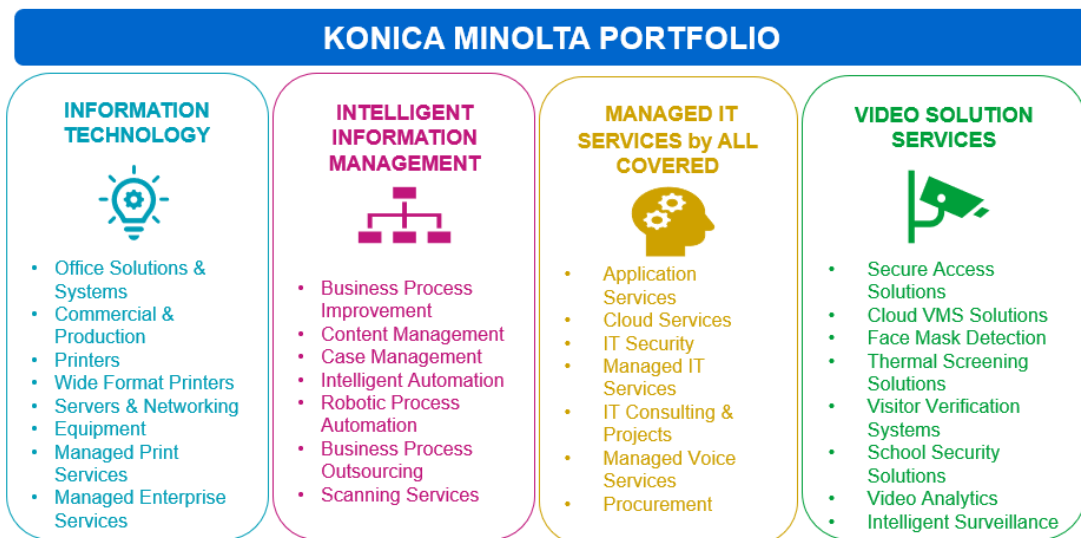 KONICA MINOLTA PORTFOLIO
INFORMATION
TECHNOLOGY
• Office Solutions &
Systems
• Commercial &
Production
• Printers
• Wide Format Printers
• Servers & Networking
• Equipment
• Managed Print
Services
• Managed Enterprise
Services
INTELLIGENT
INFORMATION
MANAGEMENT
• Business Process
Improvement
• Content Management
• Case Management
• Intelligent Automation
• Robotic Process
Automation
• Business Process
Outsourcing
• Scanning Services
MANAGED IT
SERVICES by ALL
COVERED
• Application
Services
• Cloud Services
• IT Security
• Managed IT
Services
• IT Consulting &
Projects
• Managed Voice
Services
• Procurement
VIDEO SOLUTION
SERVICES
• Secure Access
Solutions
• Cloud VMS Solutions
• Face Mask Detection
• Thermal Screening
Solutions
• Visitor Verification
Systems
• School Security
Solutions
• Video Analytics
• Intelligent Surveillance